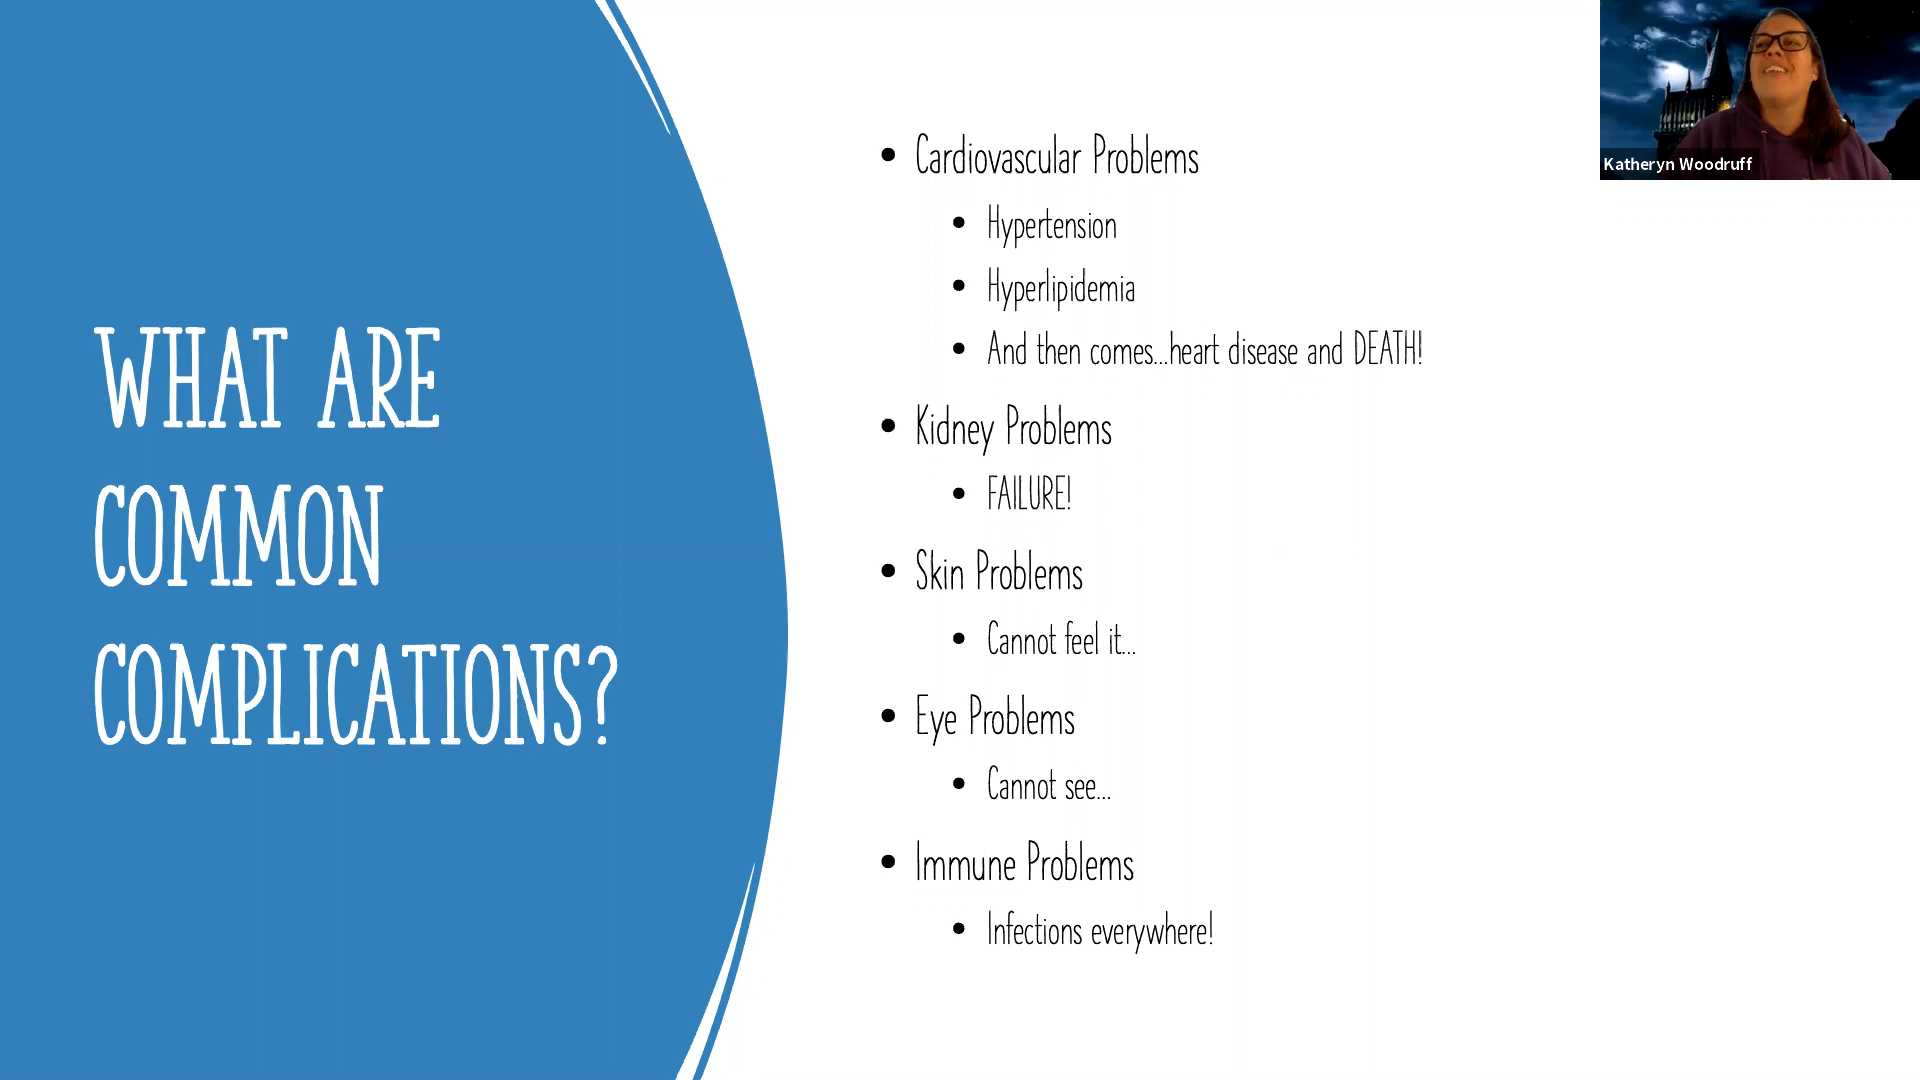 WHAT ARE
COMMON
COMPLICATIONS?
• Cardiovascular Problems
• Hypertension
• Hyperlipidemia
• And then comes...heart disease and DEATH!
• Kidney Problems
• FAILURE!
• Skin Problems
• Cannot feel it...
• Eye Problems
• Cannot see...
• Immune Problems
• Infections everywhere!
Katheryn Woodruff